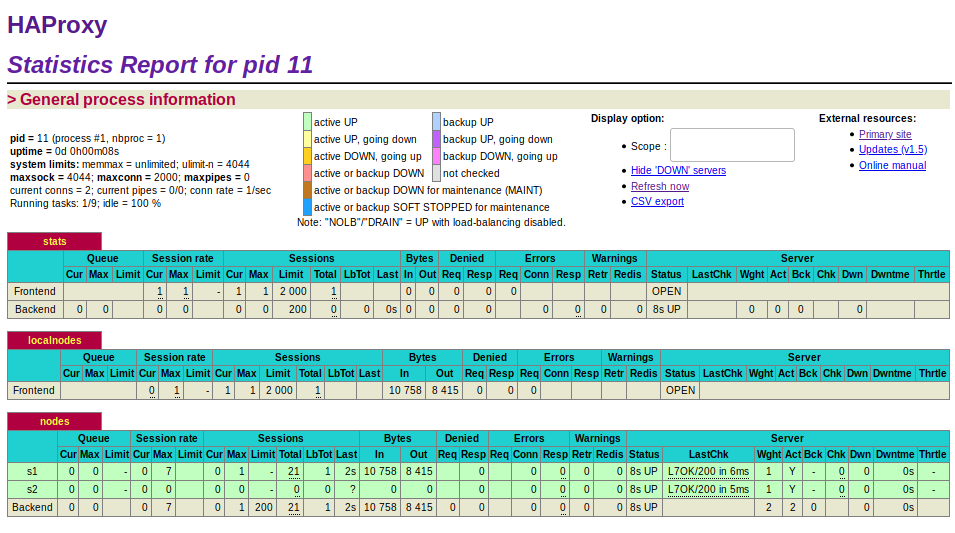 HAProxy
Statistics Report for pid 11
> General process information
pid = 11 (process #1, nbproc = 1)
uptime = 0d 0h00m08s
system limits: memmax = unlimited; ulimit-n = 4044
maxsock = 4044; maxconn = 2000; maxpipes = 0
current conns = 2; current pipes = 0/0; conn rate = 1/sec
Running tasks: 1/9; idle = 100 %
active UP backup UP
active UP, going down backup UP, going down
active DOWN, going up backup DOWN, going up
active or backup DOWN not checked
active or backup DOWN for maintenance (MAINT)
active or backup SOFT STOPPED for maintenance
Note: "NOLB"/"DRAIN" = UP with load-balancing disabled.
Display option:
• Scope :
• Hide 'DOWN' servers
• Refresh now
• CSV export
External resources:
• Primary site
• Updates (v1.5)
• Online manual
stats
Queue Session rate Sessions Bytes Denied Errors Warnings Server
Cur Max Limit Cur Max Limit Cur Max Limit Total LbTot Last In Out Req Resp Req Conn Resp Retr Redis Status LastChk Wght Act Bck Chk Dwn Dwntme Thrtle
Frontend 1 1 - 1 1 2 000 1 0 0 0 0 0 OPEN
Backend 0 0 0 0 0 0 200 0 0 0s 0 0 0 0 0 0 0 0 8s UP 0 0 0 0
localnodes
Queue Session rate Sessions Bytes Denied Errors Warnings Server
Cur Max Limit Cur Max Limit Cur Max Limit Total LbTot Last In Out Req Resp Req Conn Resp Retr Redis Status LastChk Wght Act Bck Chk Dwn Dwntme Thrtle
Frontend 0 1 - 1 1 2 000 1 10 758 8 415 0 0 0 OPEN
nodes
Queue Session rate Sessions Bytes Denied Errors Warnings Server
Cur Max Limit Cur Max Limit Cur Max Limit Total LbTot Last In Out Req Resp Req Conn Resp Retr Redis Status LastChk Wght Act Bck Chk Dwn Dwntme Thrtle
s1 0 0 - 0 7 0 1 - 21 1 2s 10 758 8 415 0 0 0 0 0 8s UP L7OK/200 in 6ms 1 Y - 0 0 0s -
s2 0 0 - 0 0 0 0 - 0 0 ? 0 0 0 0 0 0 0 8s UP L7OK/200 in 5ms 1 Y - 0 0 0s -
Backend 0 0 0 7 0 1 200 21 1 2s 10 758 8 415 0 0 0 0 0 0 8s UP 2 2 0 0 0s